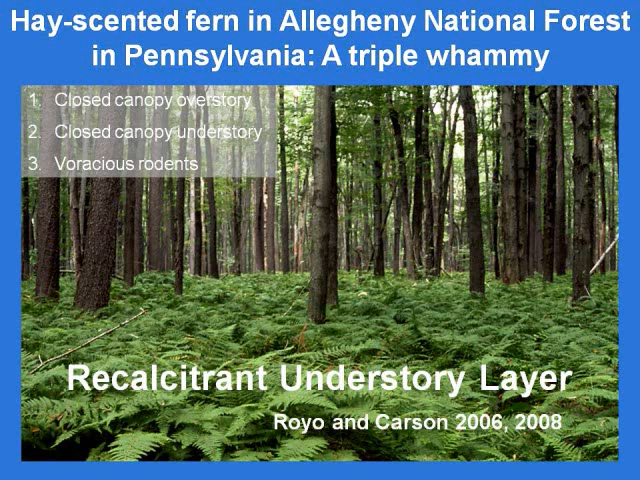 Hay-scented fern in Allegheny National Forest
in Pennsylvania: A triple whammy
1. Closed canopy overstory
2. Closed canopy understory
3. Voracious rodents
Recalcitrant Understory Layer
Royo and Carson 2006, 2008